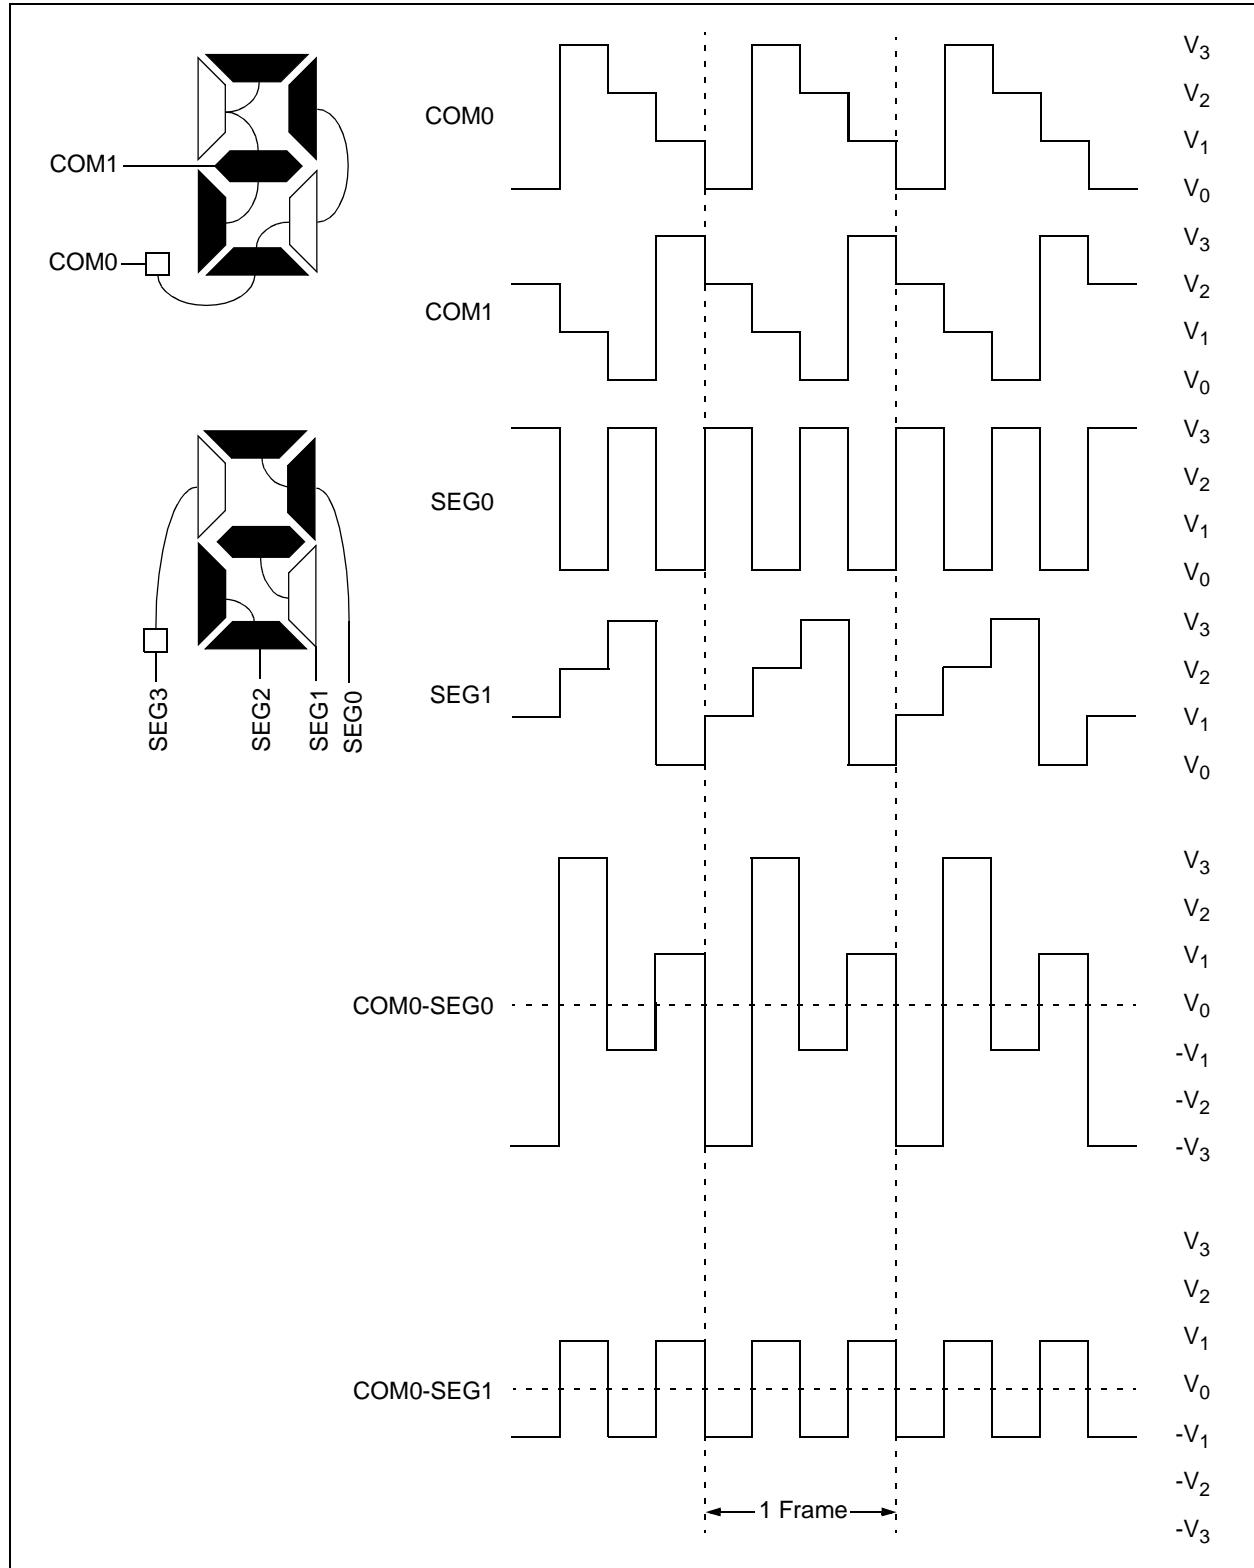 COM1
COM0
SEG3
SEG2
SEG1
SEG0
COM0
V3
V2
V1
V0
COM1
V3
V2
V1
V0
SEG0
V3
V2
V1
V0
SEG1
V3
V2
V1
V0
COM0-SEG0
V3
V2
V1
V0
-V1
-V2
-V3
COM0-SEG1
V3
V2
V1
V0
-V1
-V2
-V3
1 Frame